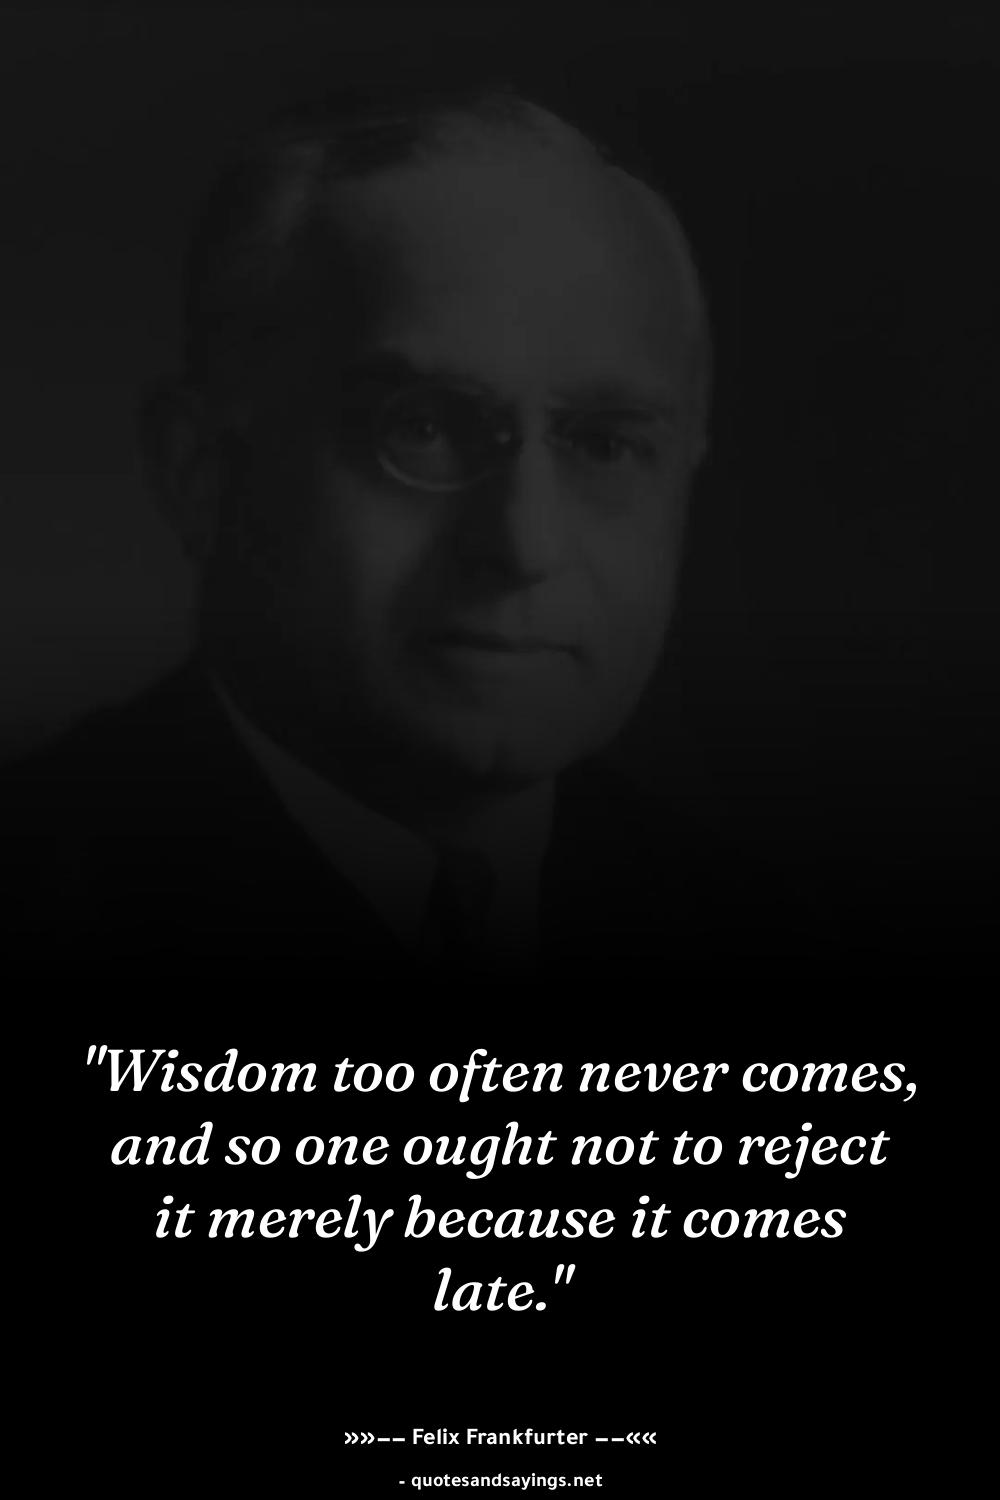 "Wisdom too often never comes,
and so one ought not to reject
it merely because it comes
late."
»»–– Felix Frankfurter ––««
- quotesandsayings.net